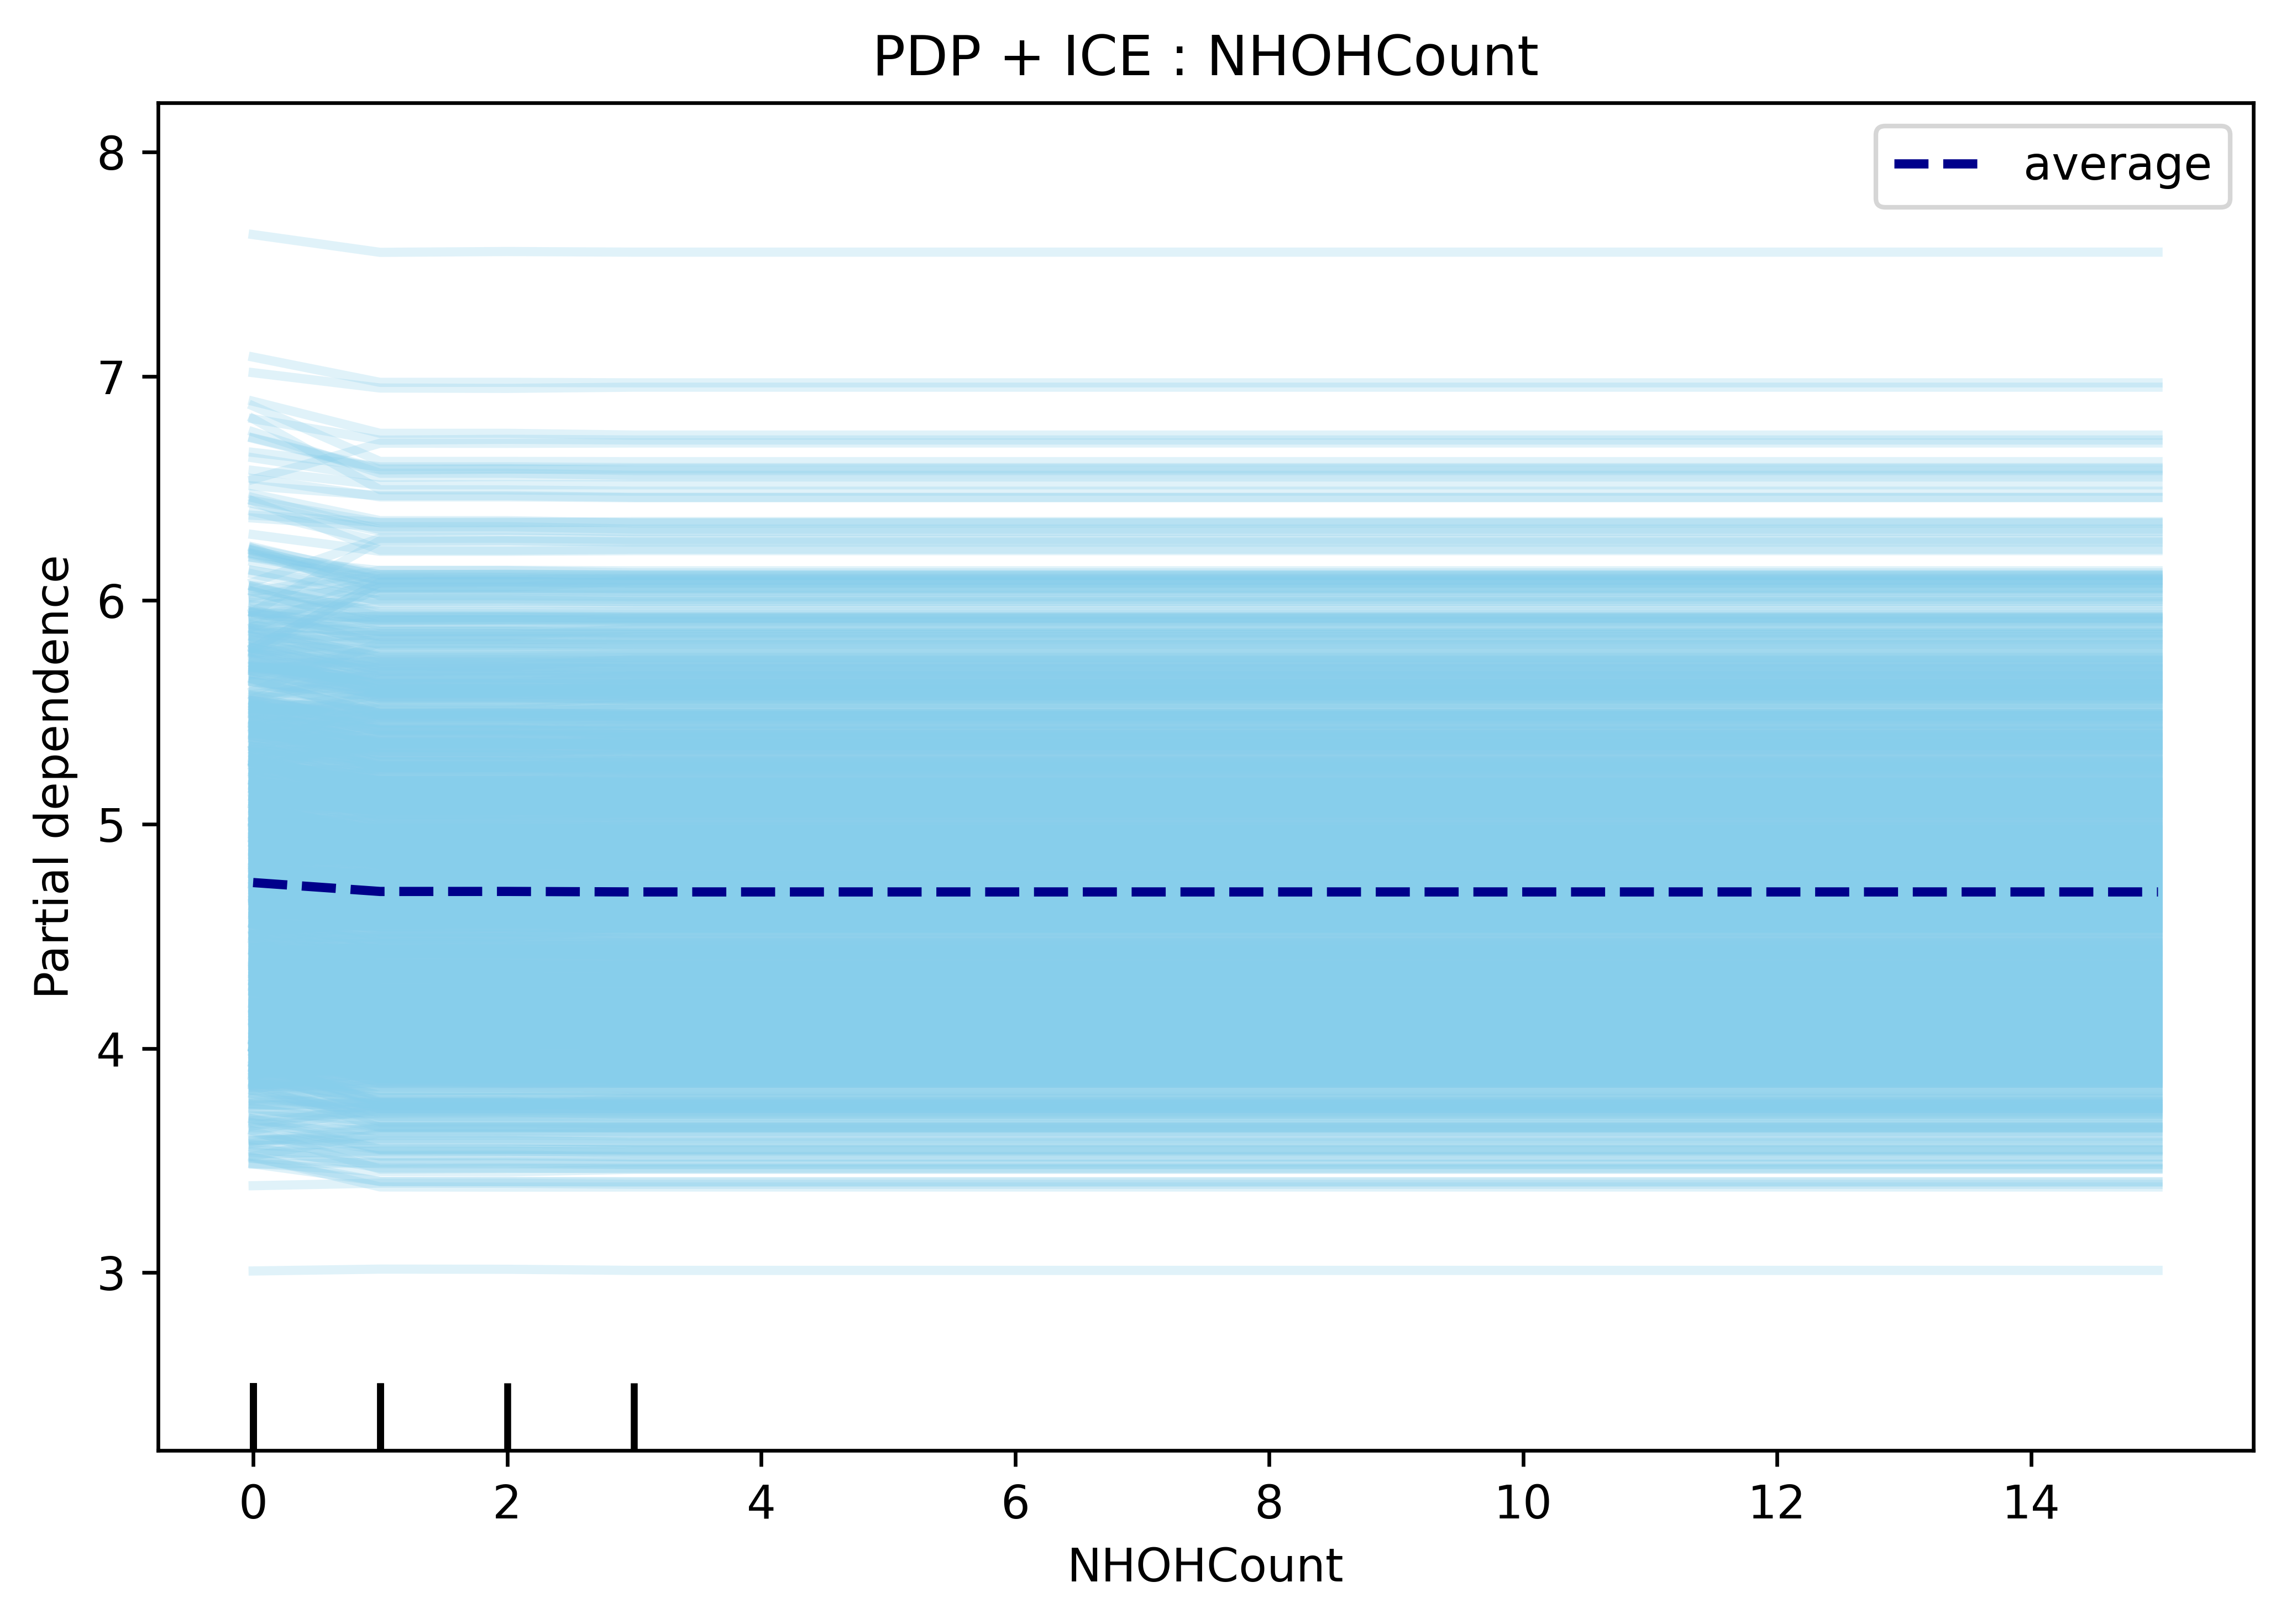 PDP + ICE : NHOHCount
average
8
7
6
5
4
3
Partial dependence
0 2 4 6 8 10 12 14
NHOHCount